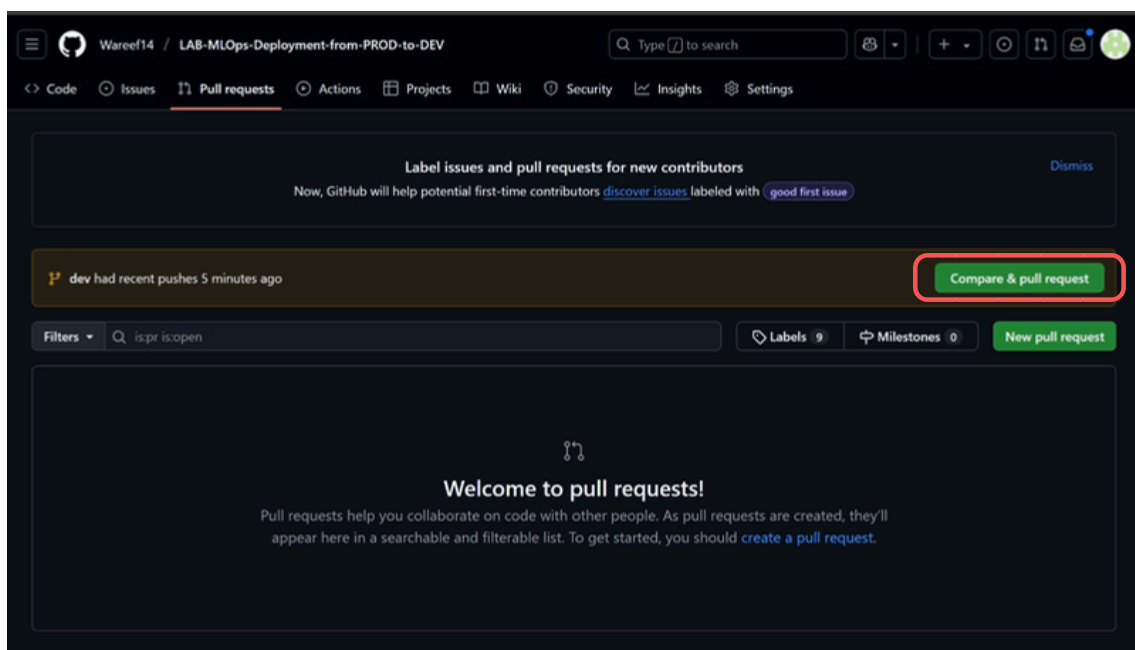 Wareef14 / LAB-MLOps-Deployment-from-PROD-to-DEV
Type / to search
Code Issues Pull requests Actions Projects Wiki Security Insights Settings
Label issues and pull requests for new contributors
Dismiss
Now, GitHub will help potential first-time contributors discover issues labeled with good first issue
dev had recent pushes 5 minutes ago
Compare & pull request
Filters is:pr is:open Labels 9 Milestones 0 New pull request
Welcome to pull requests!
Pull requests help you collaborate on code with other people. As pull requests are created, they'll
appear here in a searchable and filterable list. To get started, you should create a pull request.